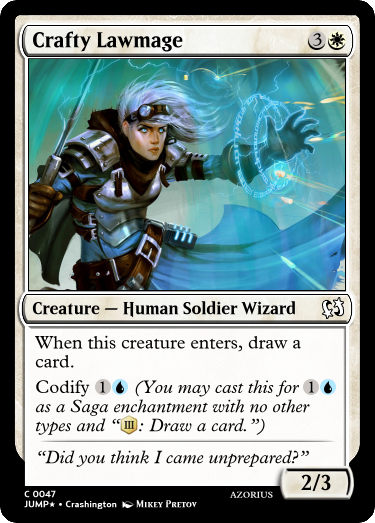 Crafty Lawmage 3
Creature — Human Soldier Wizard
When this creature enters, draw a
card.
Codify 1 (You may cast this for 1
as a Saga enchantment with no other
types and “III: Draw a card.”)
“Did you think I came unprepared?”
2/3
C 0047
JUMP★ • Crashington Mikey Pretov
AZORIUS